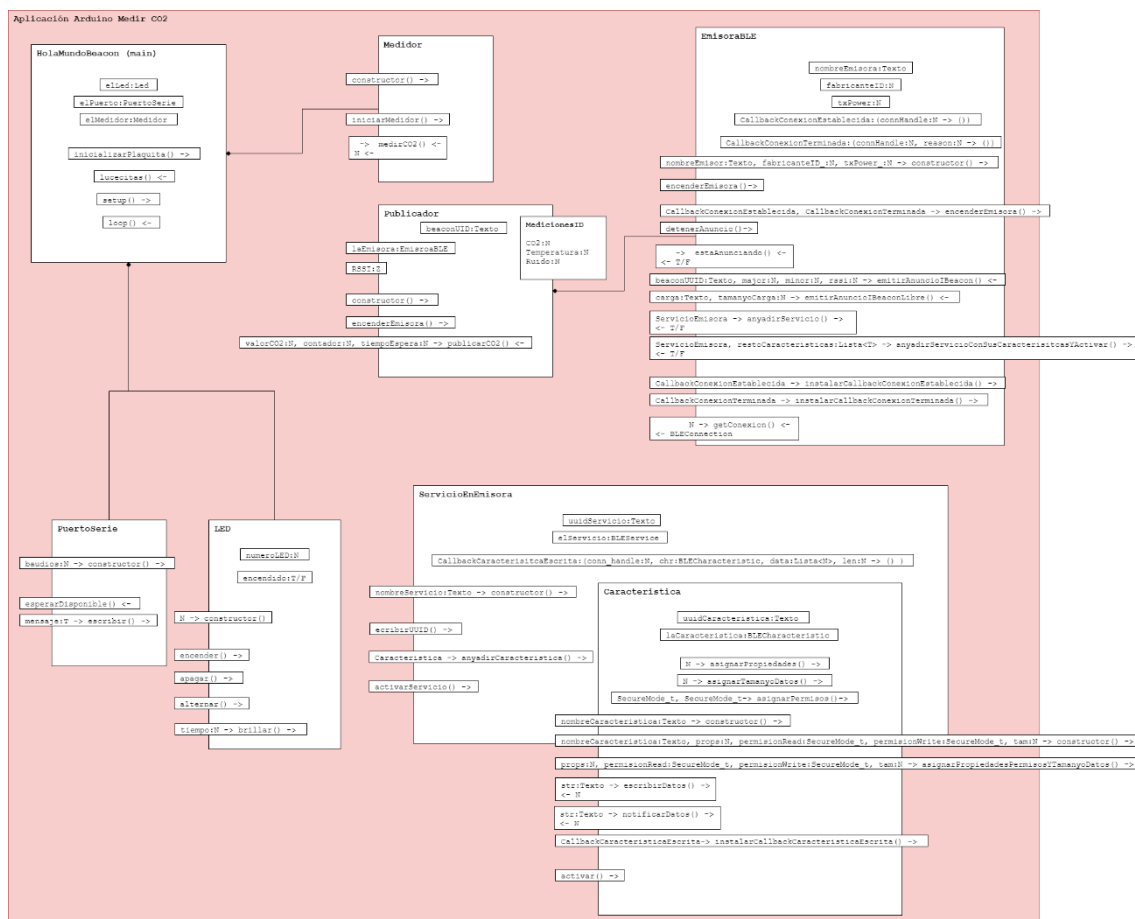 Aplicación Arduino Medir CO2
HolaMundoBeacon (main)
elLed:Led
elPuerto:PuertoSerie
elMedidor:Medidor
inicializarPlaquita() ->
lucecitas() <-
setup() ->
loop() <-
Medidor
constructor() ->
iniciarMedidor() ->
-> medirCO2() <-
N <-
Publicador
beaconUID:Texto
laEmisora:EmisroaBLE
RSSI:Z
constructor() ->
encenderEmisora() ->
valorCO2:N, contador:N, tiempoEspera:N -> publicarCO2() <-
MedicionesID
CO2:N
Temperatura:N
Ruido:N
EmisoraBLE
nombreEmisora:Texto
fabricanteID:N
txPower:N
CallbackConexionEstablecida:(connHandle:N -> ())
CallbackConexionTerminada:(connHandle:N, reason:N -> ())
nombreEmisor:Texto, fabricanteID_:N, txPower_:N -> constructor() ->
encenderEmisora()->
CallbackConexionEstablecida, CallbackConexionTerminada -> encenderEmisora() ->
detenerAnuncio()->
-> estaAnunciando() <-
<- T/F
beaconUUID:Texto, major:N, minor:N, rssi:N -> emitirAnuncioIBeacon() <-
carga:Texto, tamanyoCarga:N -> emitirAnuncioIBeaconLibre() <-
ServicioEmisora -> anyadirServicio() ->
<- T/F
ServicioEmisora, restoCaracteristicas:Lista<T> -> anyadirServicioConSusCaracterisitcasYActivar() ->
<- T/F
CallbackConexionEstablecida -> instalarCallbackConexionEstablecida() ->
CallbackConexionTerminada -> instalarCallbackConexionTerminada() ->
N -> getConexion() <-
<- BLEConnection
PuertoSerie
baudios:N -> constructor() ->
esperarDisponible() <-
mensaje:T -> escribir() ->
LED
numeroLED:N
encendido:T/F
N -> constructor()
encender() ->
apagar() ->
alternar() ->
tiempo:N -> brillar() ->
ServicioEnEmisora
uuidServicio:Texto
elServicio:BLEService
CallbackCaracterisitcaEscrita:(conn_handle:N, chr:BLECharacteristic, data:Lista<N>, len:N -> () )
nombreServicio:Texto -> constructor() ->
ecribirUUID() ->
Caracteristica -> anyadirCaracteristica() ->
activarServicio() ->
Característica
uuidCaracteristica:Texto
laCaracteristica:BLECharacteristic
N -> asignarPropiedades() ->
N -> asignarTamanyoDatos() ->
SecureMode_t, SecureMode_t-> asignarPermisos()->
nombreCaracteristica:Texto -> constructor() ->
nombreCaracteristica:Texto, props:N, permisionRead:SecureMode_t, permisionWrite:SecureMode_t, tam:N -> constructor() ->
props:N, permisionRead:SecureMode_t, permisionWrite:SecureMode_t, tam:N -> asignarPropiedadesPermisosYTamanyoDatos() ->
str:Texto -> escribirDatos() ->
<- N
str:Texto -> notificarDatos() ->
<- N
CallbackCaracteristicaEscrita-> instalarCallbackCaracteristicaEscrita() ->
activar() ->